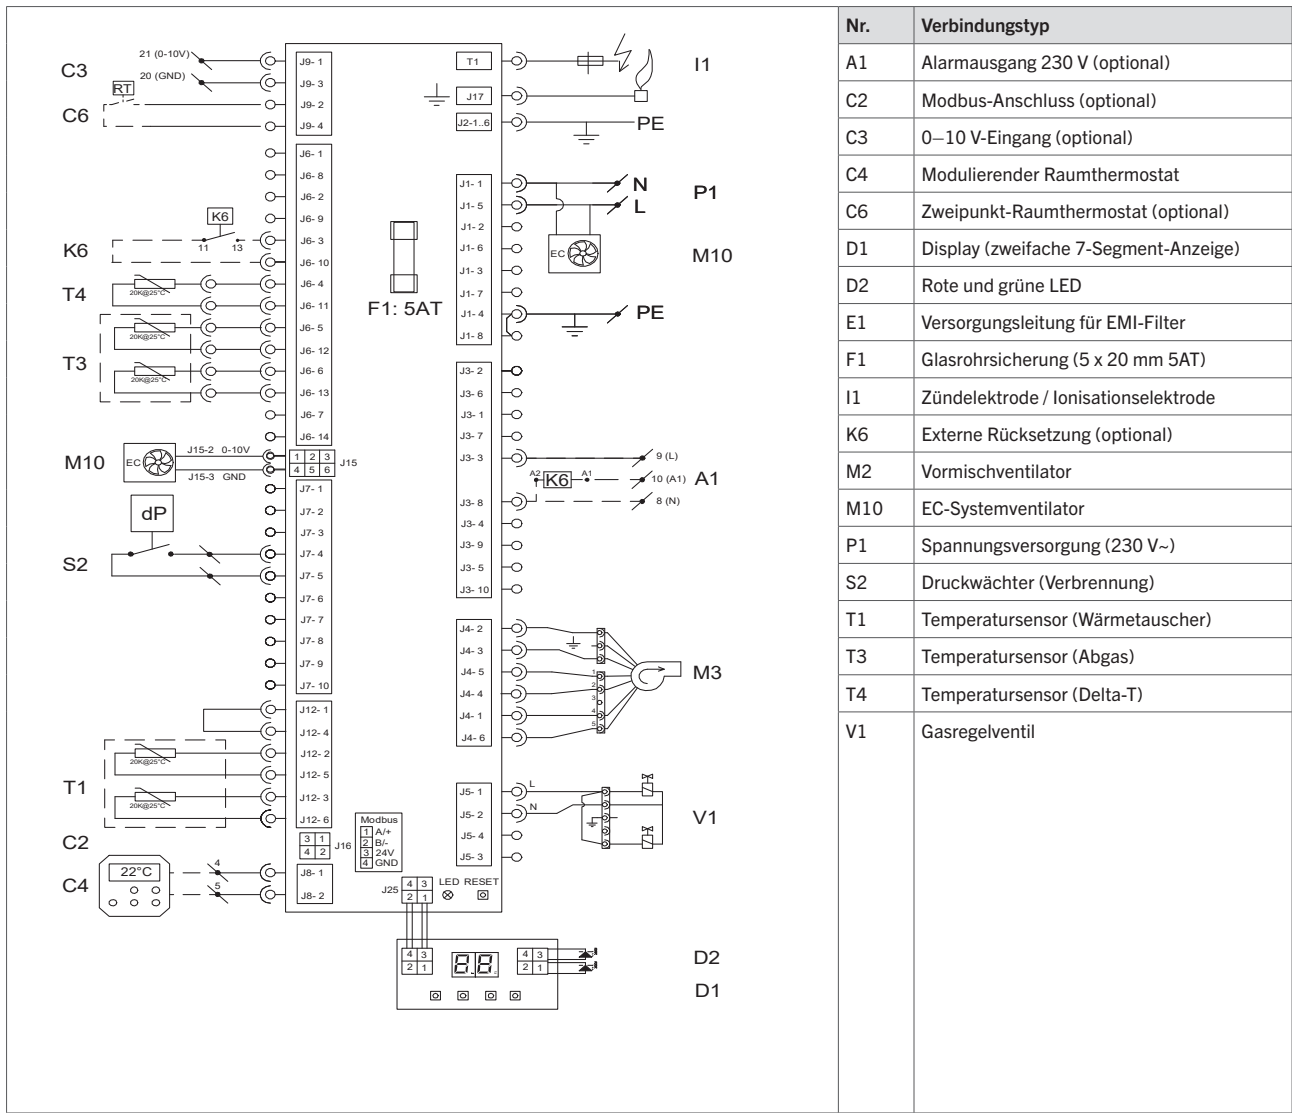 21 (0-10V)
C3
20 (GND)
RT
C6
J9- 1
J9- 3
J9- 2
J9- 4
J6- 1
J6- 8
J6- 2
J6- 9
K6
J6- 3
11 13
K6
J6- 10
T4
J6- 4
20K@25°C
J6- 11
J6- 5
20K@25°C
J6- 12
T3
J6- 6
20K@25°C
J6- 13
J6- 7
J6- 14
M10
EC
J15-2 0-10V
J15-3 GND
1 2 3
4 5 6
J15
J7- 1
J7- 2
dP
J7- 3
J7- 4
S2
J7- 5
J7- 6
J7- 7
J7- 8
J7- 9
J7- 10
J12- 1
J12- 4
J12- 2
20K@25°C
J12- 5
T1
J12- 3
20K@25°C
J12- 6
C2
3 1
4 2
J16
Modbus
1 A/+
2 B/-
3 24V
4 GND
C4
22°C
4
5
J8- 1
J8- 2
J25
4 3
2 1
LED RESET
F1: 5AT
T1
I1
J17
J2-1..6
PE
J1- 1
N
P1
J1- 5
L
J1- 2
J1- 6
EC
M10
J1- 3
J1- 7
J1- 4
PE
J1- 8
J3- 2
J3- 6
J3- 1
J3- 7
J3- 3
9 (L)
A2 K6 A1
10 (A1)
A1
J3- 8
8 (N)
J3- 4
J3- 9
J3- 5
J3- 10
J4- 2
J4- 3
J4- 5
J4- 4
J4- 1
J4- 6
1
2
3
4
5
M3
J5- 1
L
J5- 2
N
V1
J5- 4
J5- 3
4 3
2 1
8.8.
4 3
2 1
D2
D1
Nr. Verbindungstyp
A1 Alarmausgang 230 V (optional)
C2 Modbus-Anschluss (optional)
C3 0–10 V-Eingang (optional)
C4 Modulierender Raumthermostat
C6 Zweipunkt-Raumthermostat (optional)
D1 Display (zweifache 7-Segment-Anzeige)
D2 Rote und grüne LED
E1 Versorgungsleitung für EMI-Filter
F1 Glasrohrsicherung (5 x 20 mm 5AT)
I1 Zündelektrode / Ionisationselektrode
K6 Externe Rücksetzung (optional)
M2 Vormischventilator
M10 EC-Systemventilator
P1 Spannungsversorgung (230 V~)
S2 Druckwächter (Verbrennung)
T1 Temperatursensor (Wärmetauscher)
T3 Temperatursensor (Abgas)
T4 Temperatursensor (Delta-T)
V1 Gasregelventil